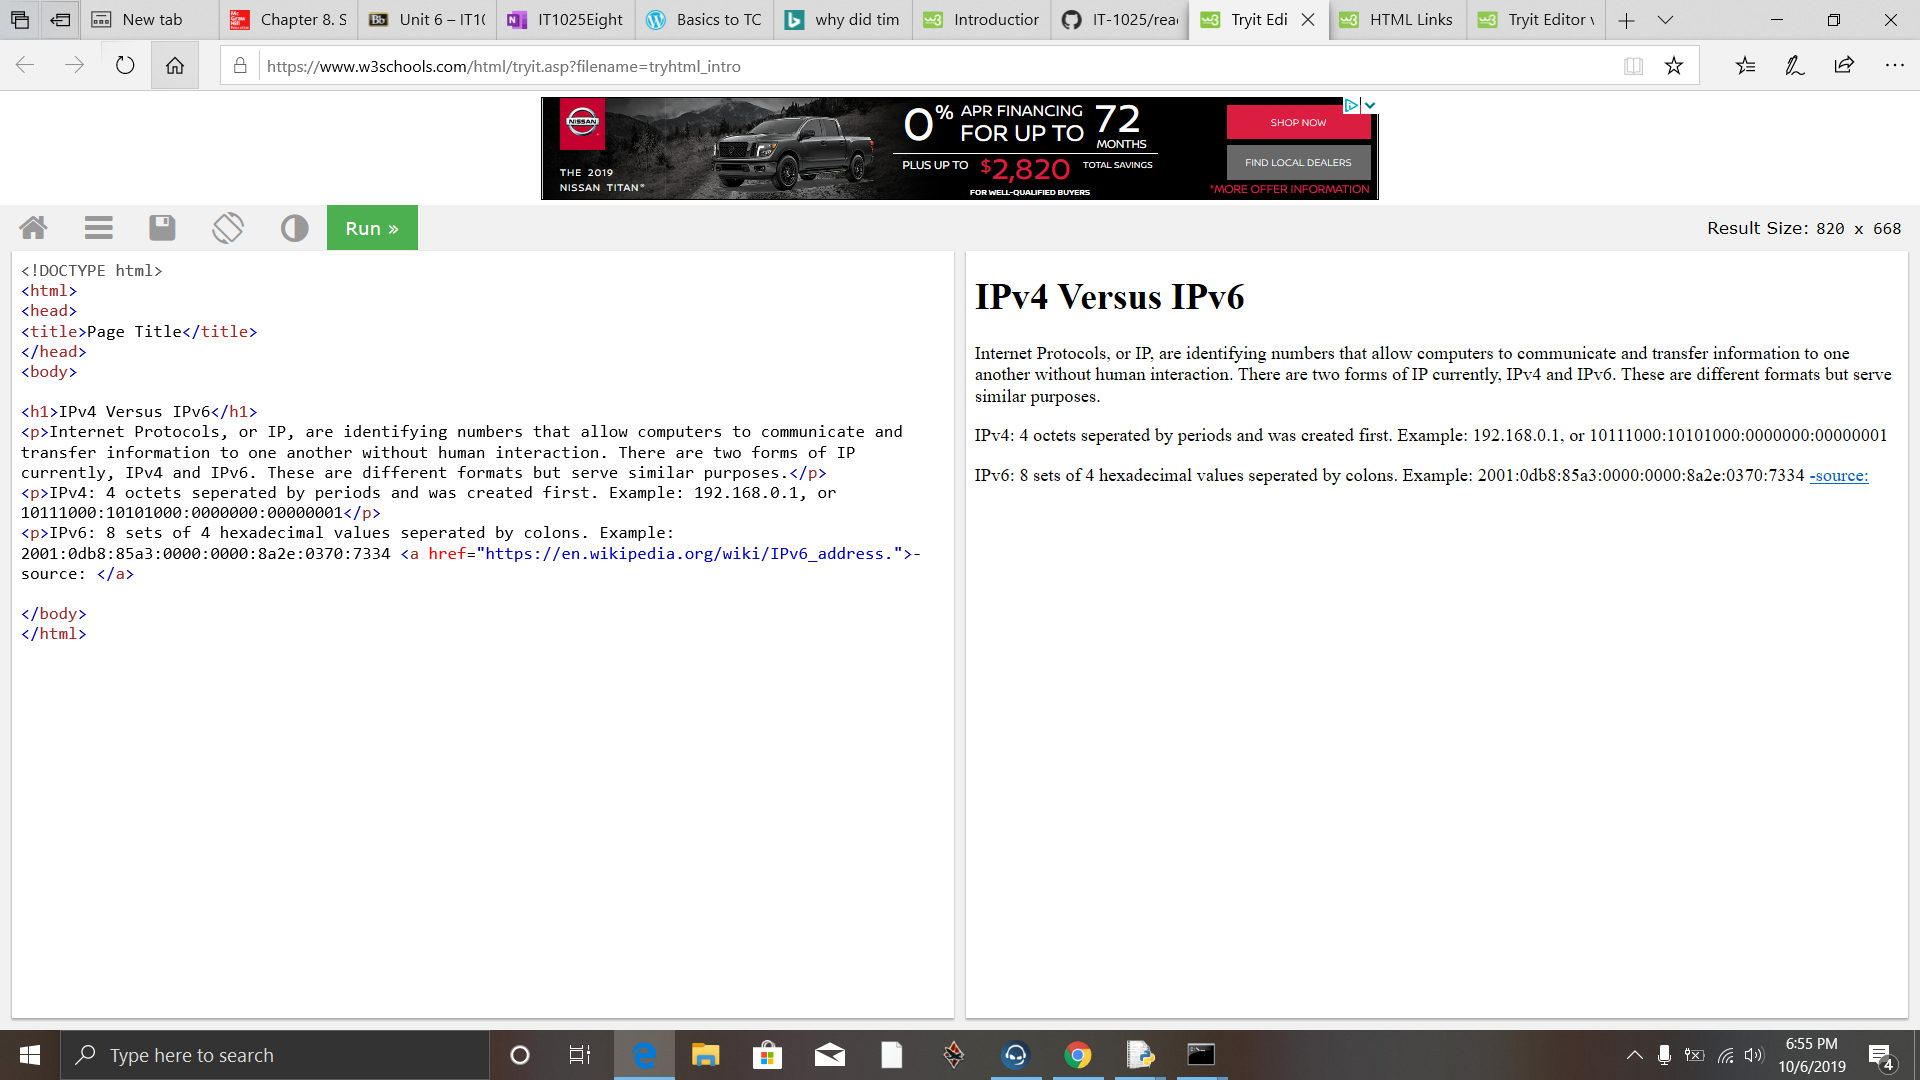 New tab
Chapter 8. S
Unit 6 – IT1
IT1025Eight
Basics to TC
why did tim
Introduction
IT-1025/rea
Tryit Edi
HTML Links
Tryit Editor
https://www.w3schools.com/html/tryit.asp?filename=tryhtml_intro
NISSAN
THE 2019
NISSAN TITAN®
0% APR FINANCING
FOR UP TO 72
MONTHS
PLUS UP TO $2,820 TOTAL SAVINGS
FOR WELL-QUALIFIED BUYERS
SHOP NOW
FIND LOCAL DEALERS
*MORE OFFER INFORMATION
Run »
Result Size: 820 x 668
<!DOCTYPE html>
<html>
<head>
<title>Page Title</title>
</head>
<body>
<h1>IPv4 Versus IPv6</h1>
<p>Internet Protocols, or IP, are identifying numbers that allow computers to communicate and
transfer information to one another without human interaction. There are two forms of IP
currently, IPv4 and IPv6. These are different formats but serve similar purposes.</p>
<p>IPv4: 4 octets seperated by periods and was created first. Example: 192.168.0.1, or
10111000:10101000:0000000:00000001</p>
<p>IPv6: 8 sets of 4 hexadecimal values seperated by colons. Example:
2001:0db8:85a3:0000:0000:8a2e:0370:7334 <a href="https://en.wikipedia.org/wiki/IPv6_address.">-
source: </a>
</body>
</html>
IPv4 Versus IPv6
Internet Protocols, or IP, are identifying numbers that allow computers to communicate and transfer information to one
another without human interaction. There are two forms of IP currently, IPv4 and IPv6. These are different formats but serve
similar purposes.
IPv4: 4 octets seperated by periods and was created first. Example: 192.168.0.1, or 10111000:10101000:0000000:00000001
IPv6: 8 sets of 4 hexadecimal values seperated by colons. Example: 2001:0db8:85a3:0000:0000:8a2e:0370:7334 -source:
Type here to search
6:55 PM
10/6/2019
4